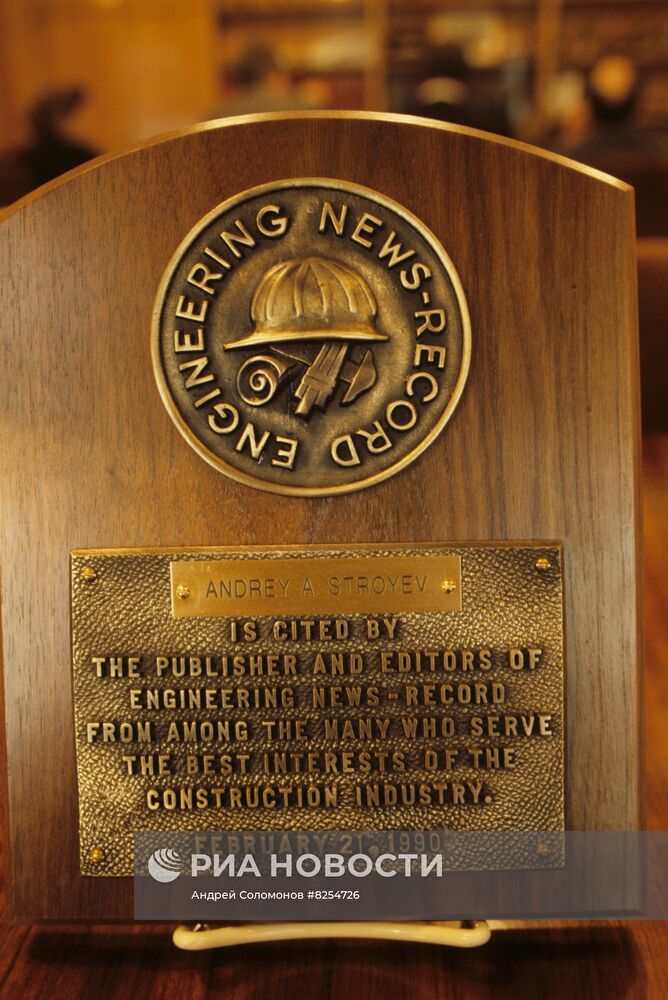 ENGINEERING NEWS-RECORD
ANDREY A STROYEV
IS CITED BY
THE PUBLISHER AND EDITORS OF
ENGINEERING NEWS-RECORD
FROM AMONG THE MANY WHO SERVE
THE BEST INTERESTS OF THE
CONSTRUCTION INDUSTRY.
FEBRUARY 21, 1990
РИА НОВОСТИ
Андрей Соломонов #8254726